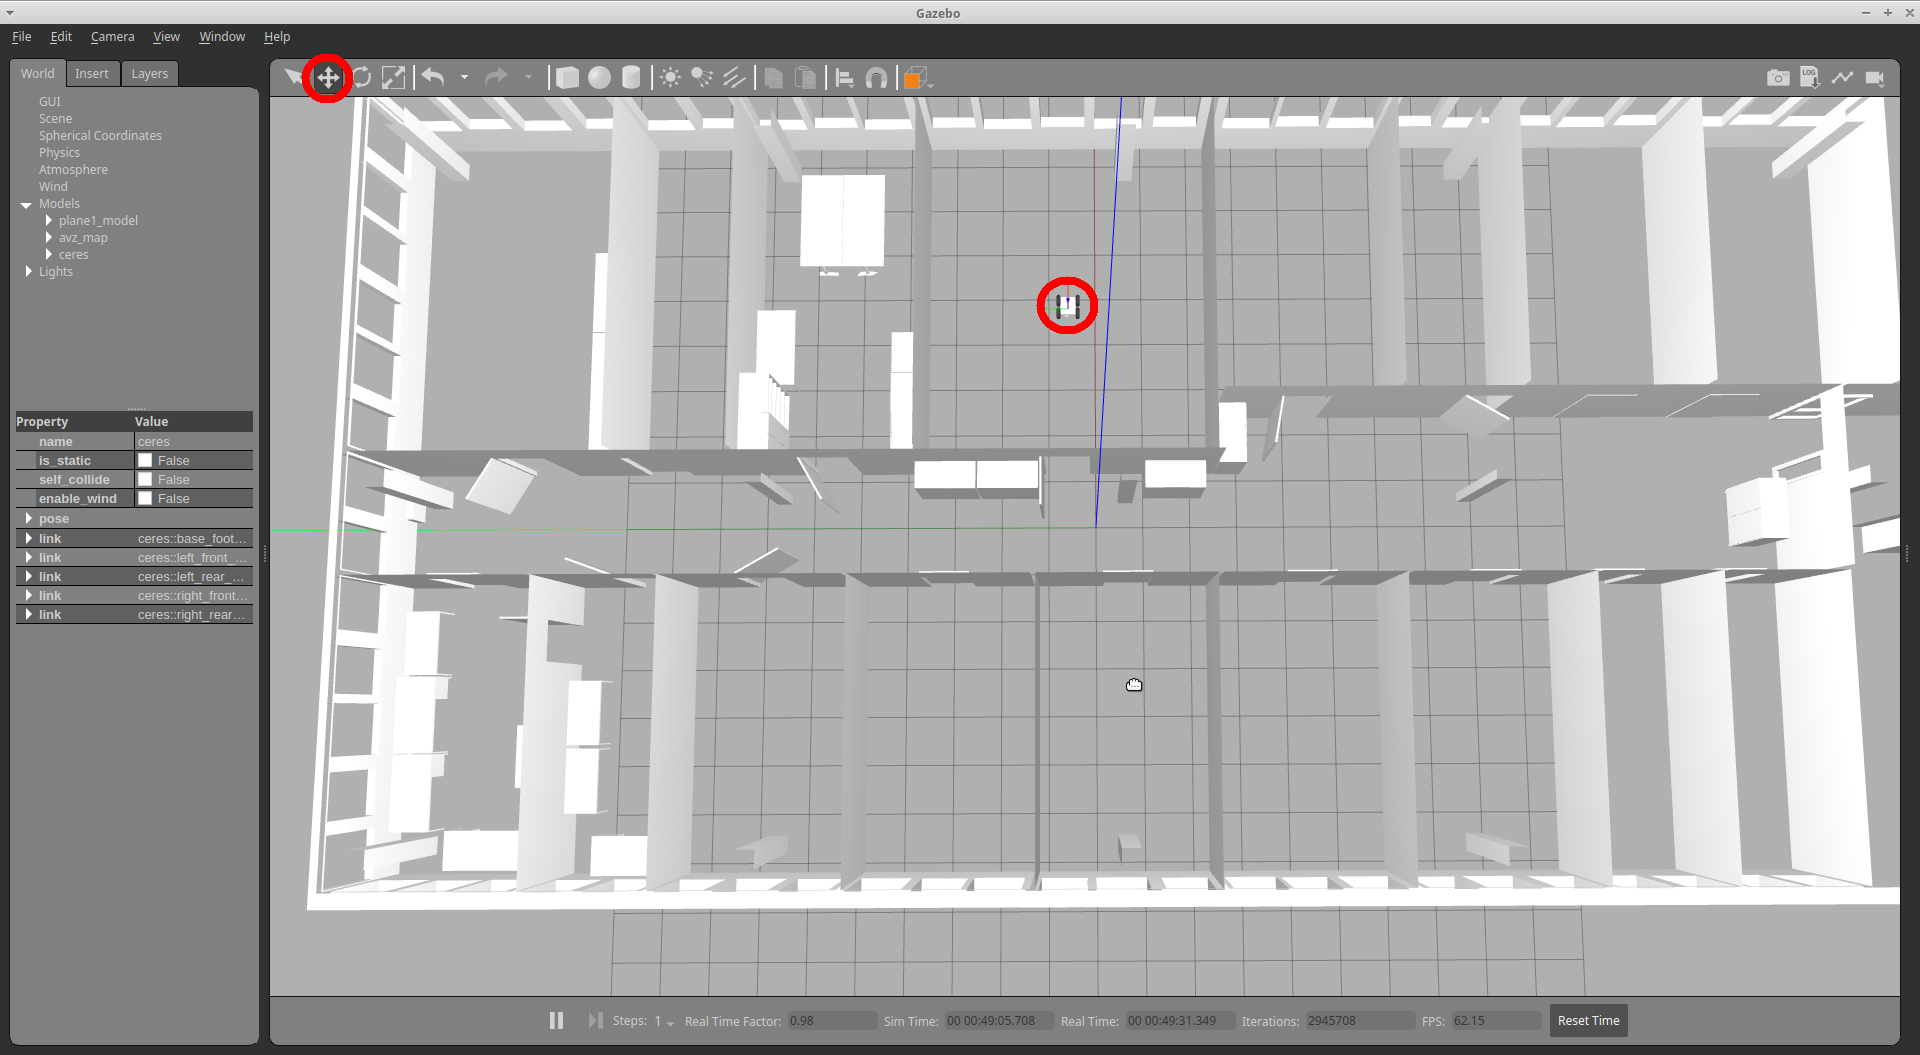 Gazebo
File Edit Camera View Window Help
World Insert Layers
GUI
Scene
Spherical Coordinates
Physics
Atmosphere
Wind
Models
plane1_model
avz_map
ceres
Lights
LOG
Property Value
name ceres
is_static False
self_collide False
enable_wind False
pose
link ceres::base_foot...
link ceres::left_front_...
link ceres::left_rear_...
link ceres::right_front...
link ceres::right_rear...
Steps: 1 Real Time Factor: 0.98 Sim Time: 00 00:49:05.708 Real Time: 00 00:49:31.349 Iterations: 2945708 FPS: 62.15 Reset Time